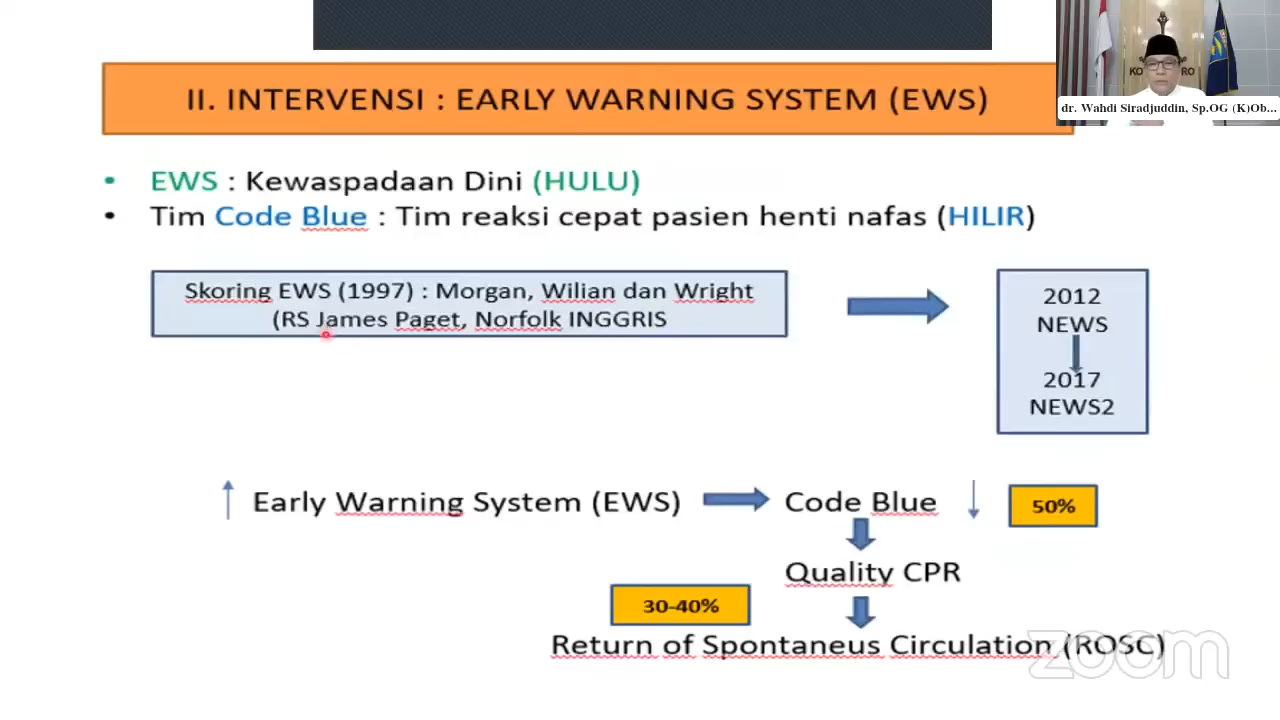 II. INTERVENSI : EARLY WARNING SYSTEM (EWS)
dr. Wahdi Siradjuddin, Sp.OG (K)Ob...
• EWS : Kewaspadaan Dini (HULU)
• Tim Code Blue : Tim reaksi cepat pasien henti nafas (HILIR)
Skoring EWS (1997) : Morgan, Wilian dan Wright
(RS James Paget, Norfolk INGGRIS
2012
NEWS
2017
NEWS2
Early Warning System (EWS)
Code Blue
50%
Quality CPR
30-40%
Return of Spontaneus Circulation (ROSC)
zoom